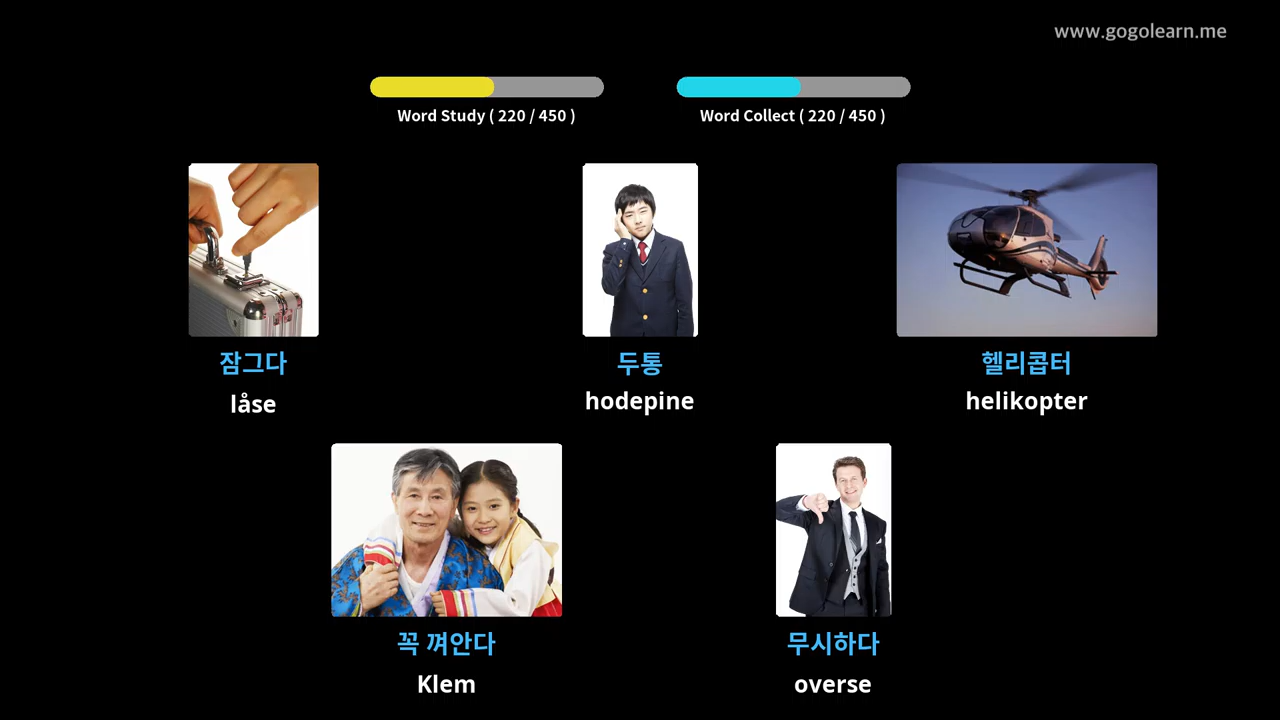 www.gogolearn.me
Word Study ( 220 / 450 )
Word Collect ( 220 / 450 )
잠그다
låse
두통
hodepine
헬리콥터
helikopter
꼭 껴안다
Klem
무시하다
overse